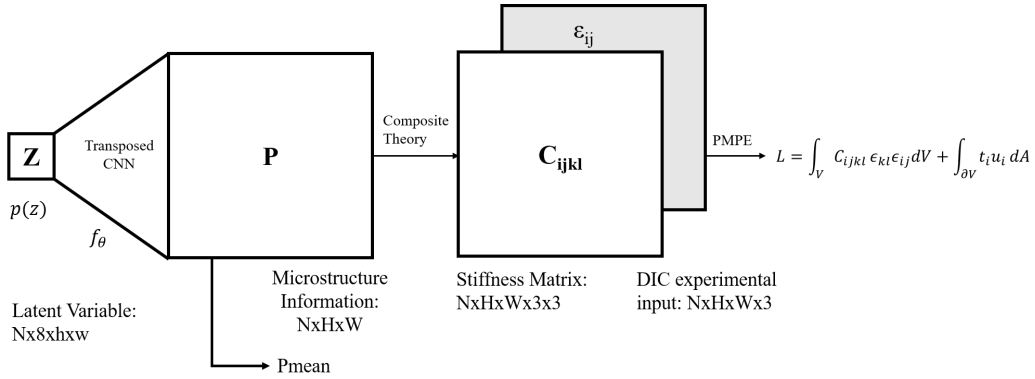 Z
p(z)
Transposed
CNN
f_θ
Latent Variable:
Nx8xhxw
P
Microstructure
Information:
NxHxW
Pmean
Composite
Theory
ε_ij
C_ijkl
Stiffness Matrix:
NxHxWx3x3
DIC experimental
input: NxHxWx3
PMPE
L = ∫_V C_ijkl ϵ_kl ϵ_ij dV + ∫_∂V t_i u_i dA